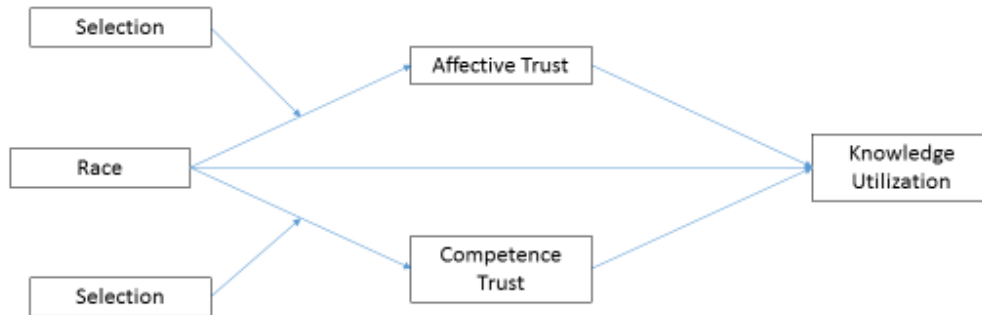 Selection
Affective Trust
Race
Knowledge
Utilization
Competence
Trust
Selection